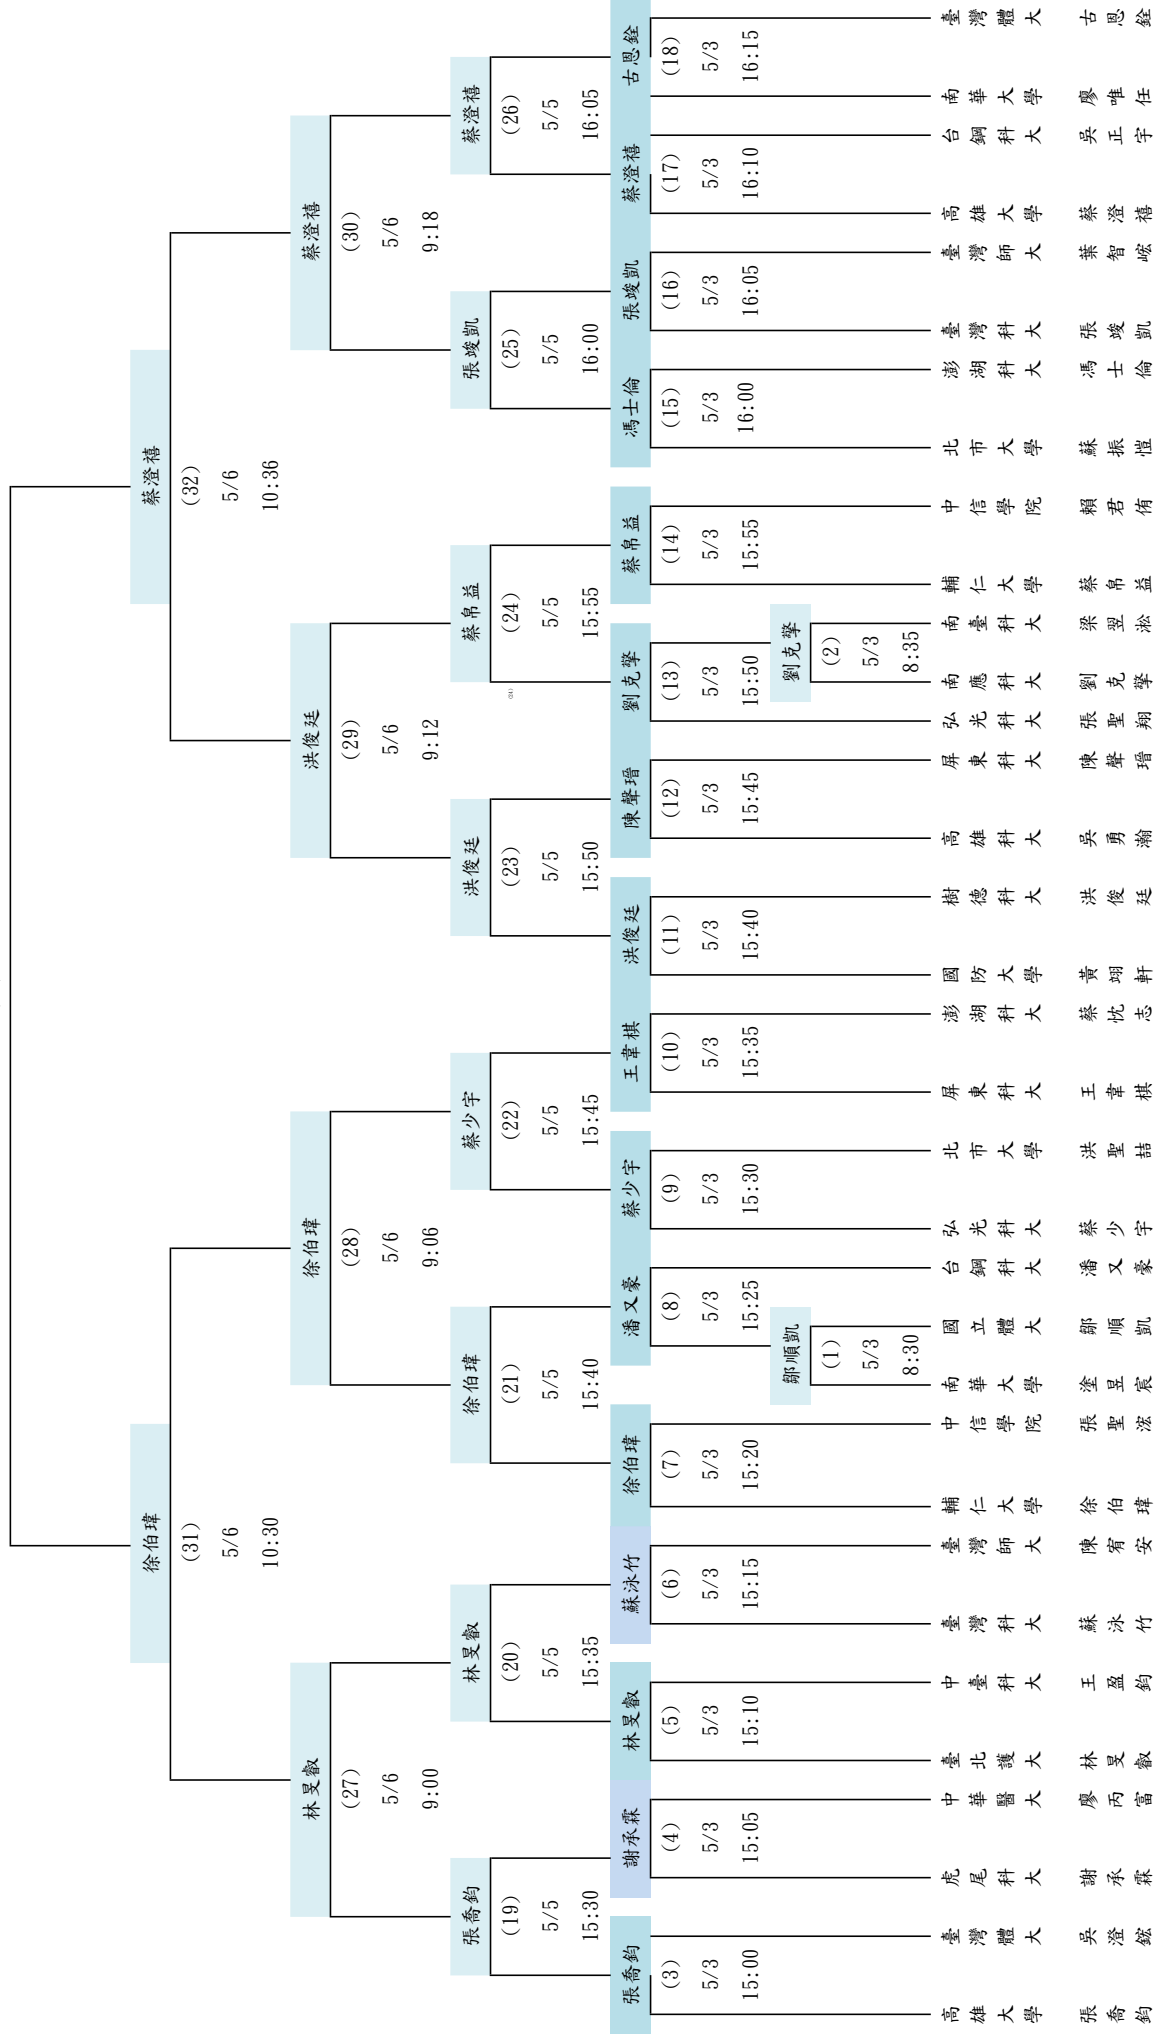 徐伯瑋
蔡澄禧
(31)
5/6
10:30
(32)
5/6
10:36
林旻叡
徐伯瑋
洪俊廷
蔡澄禧
(27)
5/6
9:00
(28)
5/6
9:06
(29)
5/6
9:12
(30)
5/6
9:18
張喬鈞
林旻叡
徐伯瑋
蔡少宇
洪俊廷
蔡帛益
張竣凱
蔡澄禧
(19)
5/5
15:30
(20)
5/5
15:35
(21)
5/5
15:40
(22)
5/5
15:45
(23)
5/5
15:50
(24)
5/5
15:55
(24)
(25)
5/5
16:00
(26)
5/5
16:05
張喬鈞
謝承霖
林旻叡
蘇泳竹
徐伯瑋
潘又豪
蔡少宇
王韋棋
洪俊廷
陳聲瑨
劉克擎
蔡帛益
馮士倫
張竣凱
蔡澄禧
古恩銓
(3)
5/3
15:00
(4)
5/3
15:05
(5)
5/3
15:10
(6)
5/3
15:15
(7)
5/3
15:20
(8)
5/3
15:25
(9)
5/3
15:30
(10)
5/3
15:35
(11)
5/3
15:40
(12)
5/3
15:45
(13)
5/3
15:50
(14)
5/3
15:55
(15)
5/3
16:00
(16)
5/3
16:05
(17)
5/3
16:10
(18)
5/3
16:15
鄒順凱
(1)
5/3
8:30
劉克擎
(2)
5/3
8:35
高雄大學 張喬鈞
臺灣體大 吳澄鋐
虎尾科大 謝承霖
中華醫大 廖丙富
臺北護大 林旻叡
中臺科大 王盈鈞
臺灣科大 蘇泳竹
臺灣師大 陳宥安
輔仁大學 徐伯瑋
中信學院 張聖浤
南華大學 塗昱宸
國立體大 鄒順凱
台鋼科大 潘又豪
弘光科大 蔡少宇
北市大學 洪聖喆
屏東科大 王韋棋
澎湖科大 蔡忱志
國防大學 黃翊軒
樹德科大 洪俊廷
高雄科大 吳勇瀚
屏東科大 陳聲瑨
弘光科大 張聖翔
南應科大 劉克擎
南臺科大 梁翌淞
輔仁大學 蔡帛益
中信學院 賴君侑
北市大學 蘇振愷
澎湖科大 馮士倫
臺灣科大 張竣凱
臺灣師大 葉智峵
高雄大學 蔡澄禧
台鋼科大 吳正宇
南華大學 廖唯任
臺灣體大 古恩銓